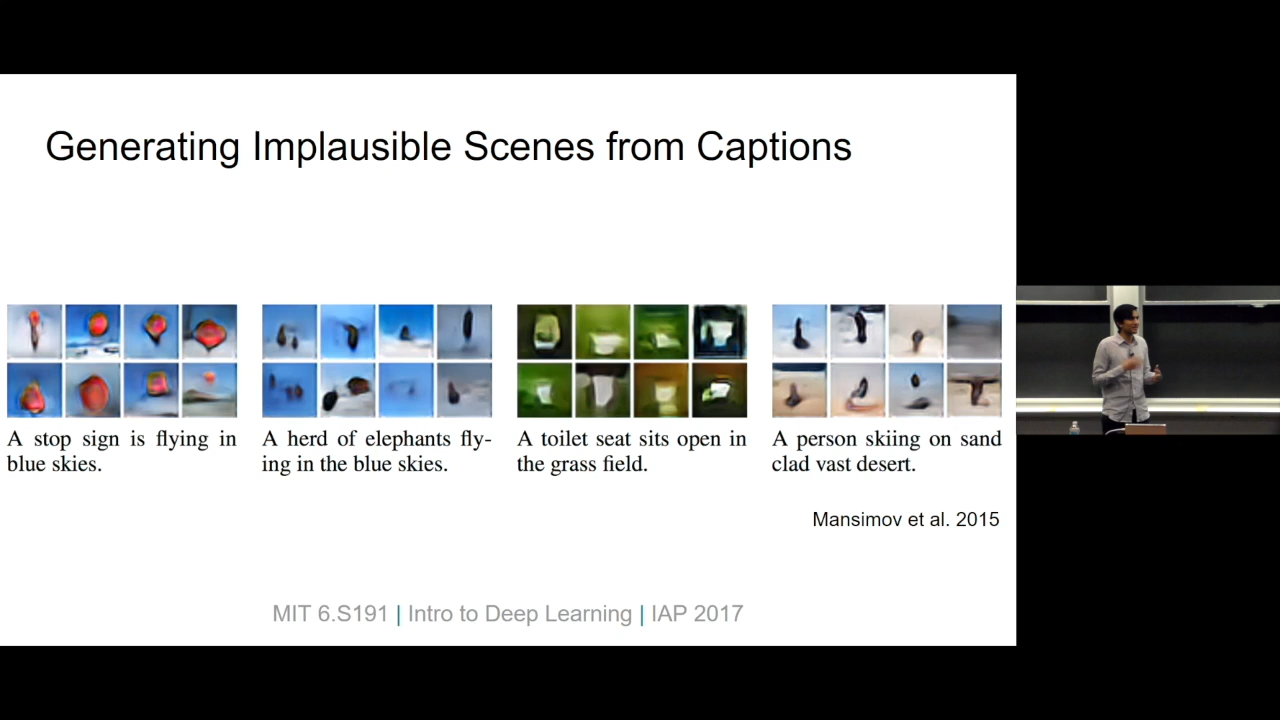 Generating Implausible Scenes from Captions
A stop sign is flying in
blue skies.
A herd of elephants fly-
ing in the blue skies.
A toilet seat sits open in
the grass field.
A person skiing on sand
clad vast desert.
Mansimov et al. 2015
MIT 6.S191 | Intro to Deep Learning | IAP 2017